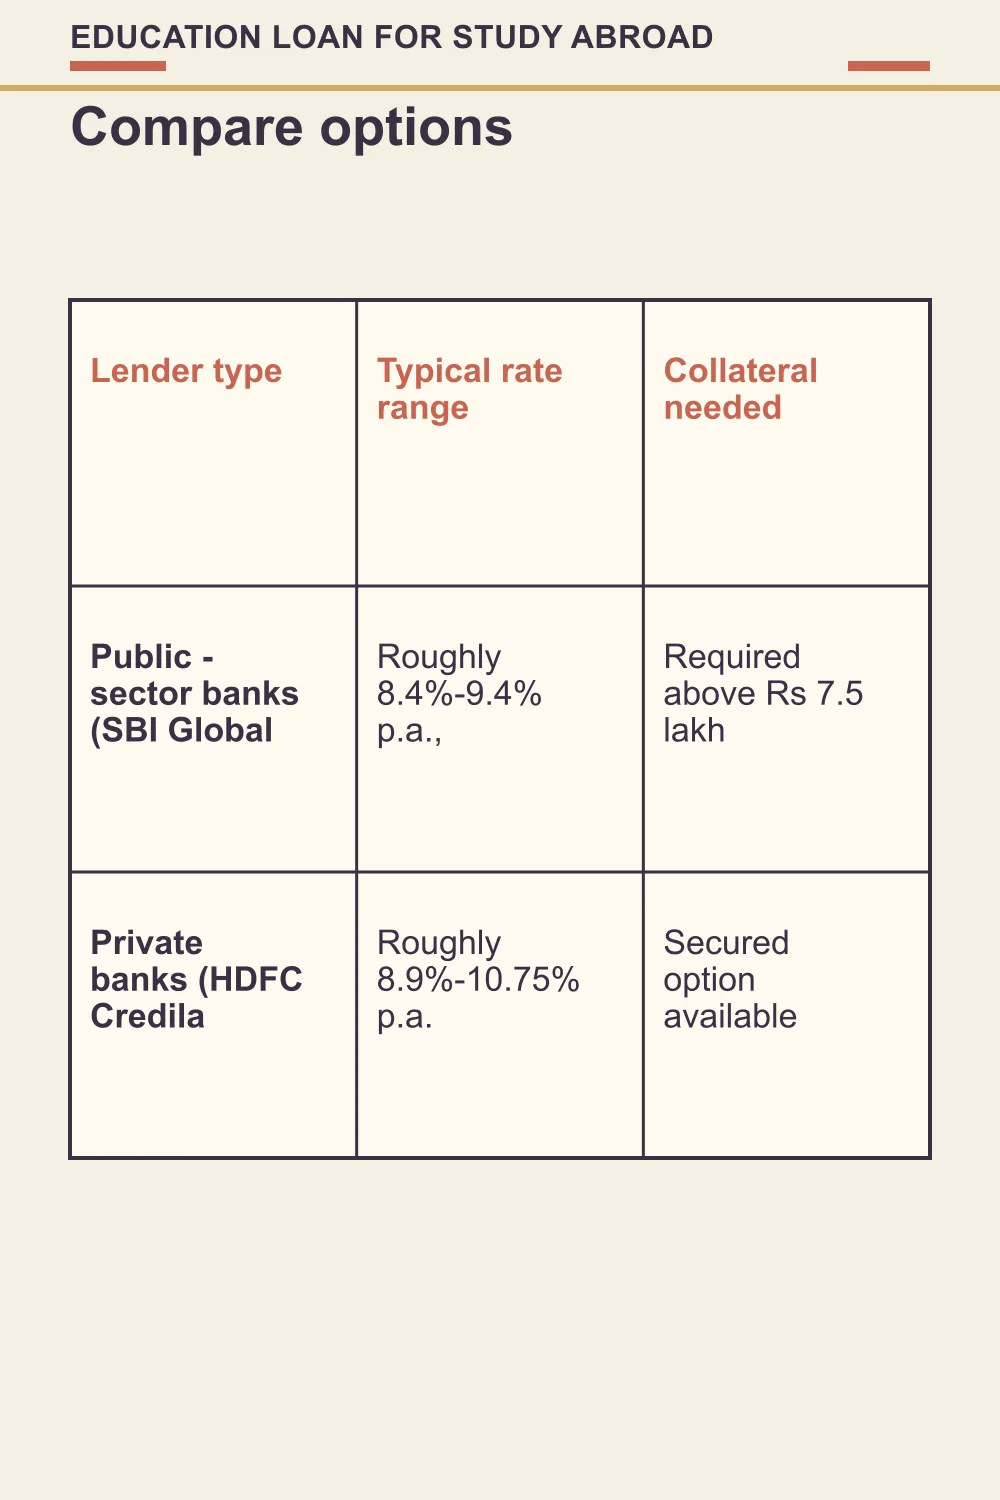 EDUCATION LOAN FOR STUDY ABROAD
Compare options
Lender type
Typical rate
range
Collateral
needed
Public -
sector banks
(SBI Global
Roughly
8.4%-9.4%
p.a.,
Required
above Rs 7.5
lakh
Private
banks (HDFC
Credila
Roughly
8.9%-10.75%
p.a.
Secured
option
available